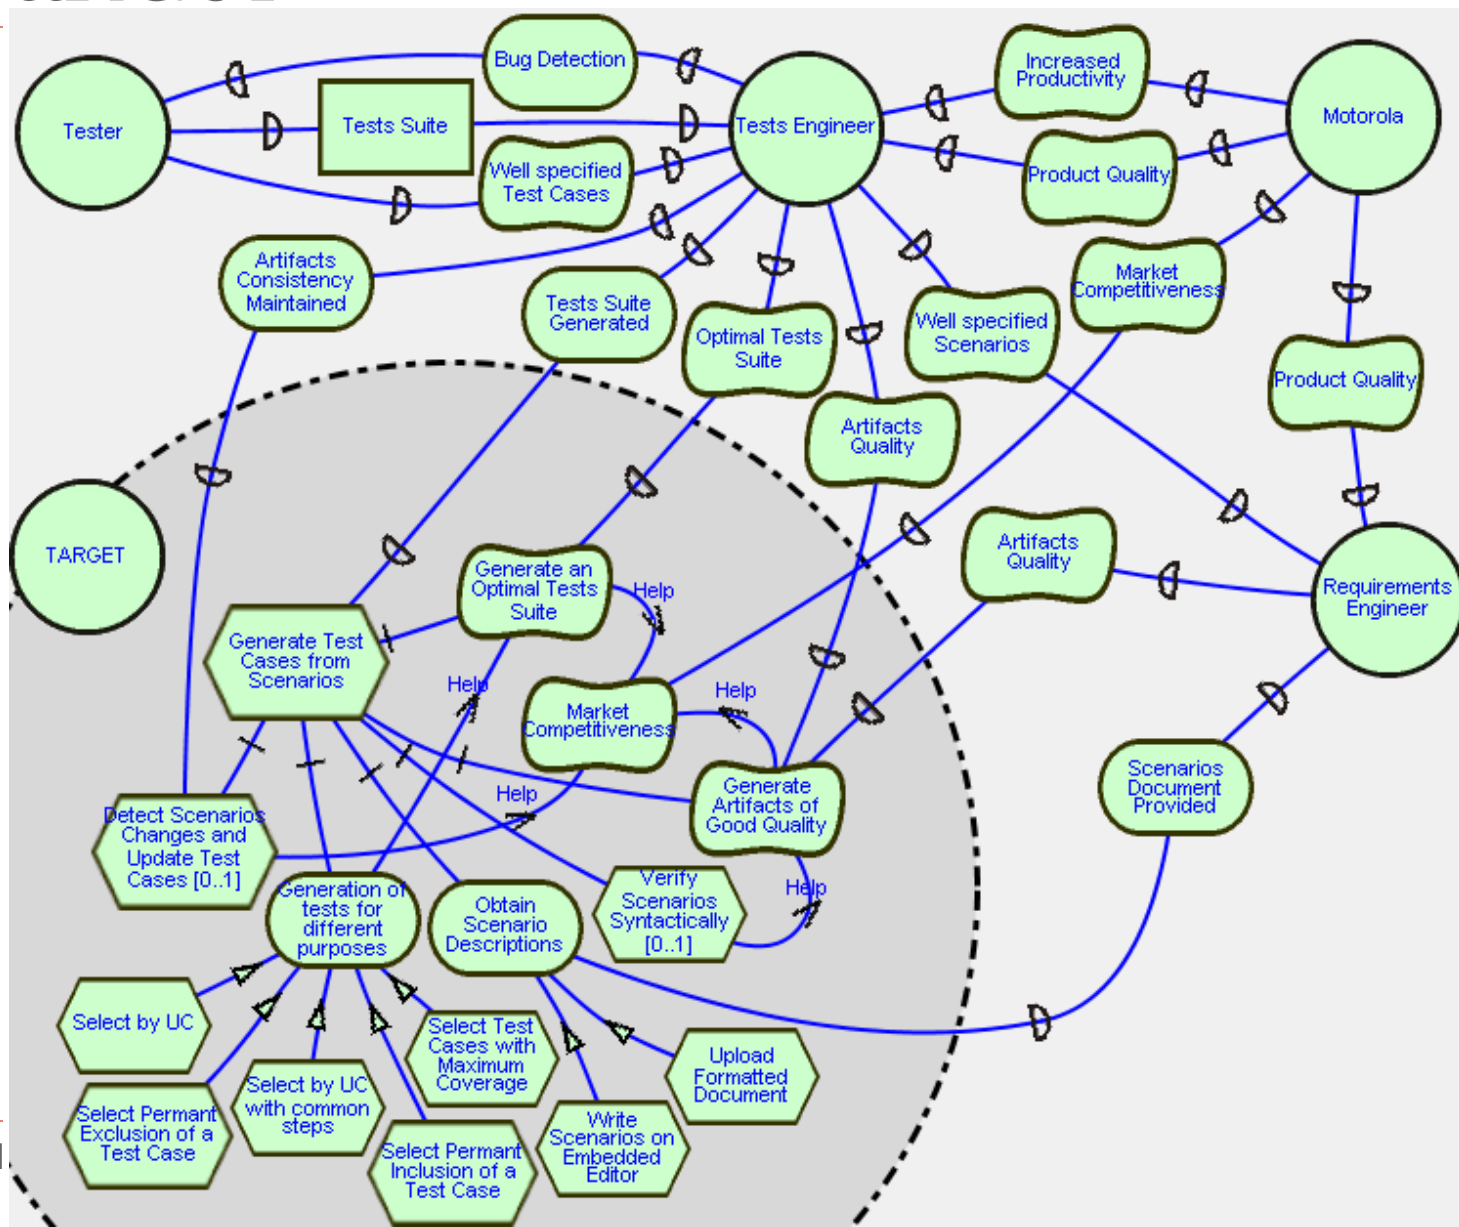 Bug Detection
Increased
Productivity
Tester
Tests Suite
Tests Engineer
Motorola
Well specified
Test Cases
Product Quality
Artifacts
Consistency
Maintained
Tests Suite
Generated
Optimal Tests
Suite
Well specified
Scenarios
Market
Competitiveness
Product Quality
Artifacts
Quality
TARGET
Artifacts
Quality
Requirements
Engineer
Generate an
Optimal Tests
Suite
Help
Generate Test
Cases from
Scenarios
Help
Market
Competitiveness
Help
Generate
Artifacts of
Good Quality
Scenarios
Document
Provided
Help
Detect Scenarios
Changes and
Update Test
Cases [0..1]
Generation of
tests for
different
purposes
Obtain
Scenario
Descriptions
Verify
Scenarios
Syntactically
[0..1]
Help
Select by UC
Select Test
Cases with
Maximum
Coverage
Upload
Formatted
Document
Select Permant
Exclusion of a
Test Case
Select by UC
with common
steps
Select Permant
Inclusion of a
Test Case
Write
Scenarios on
Embedded
Editor